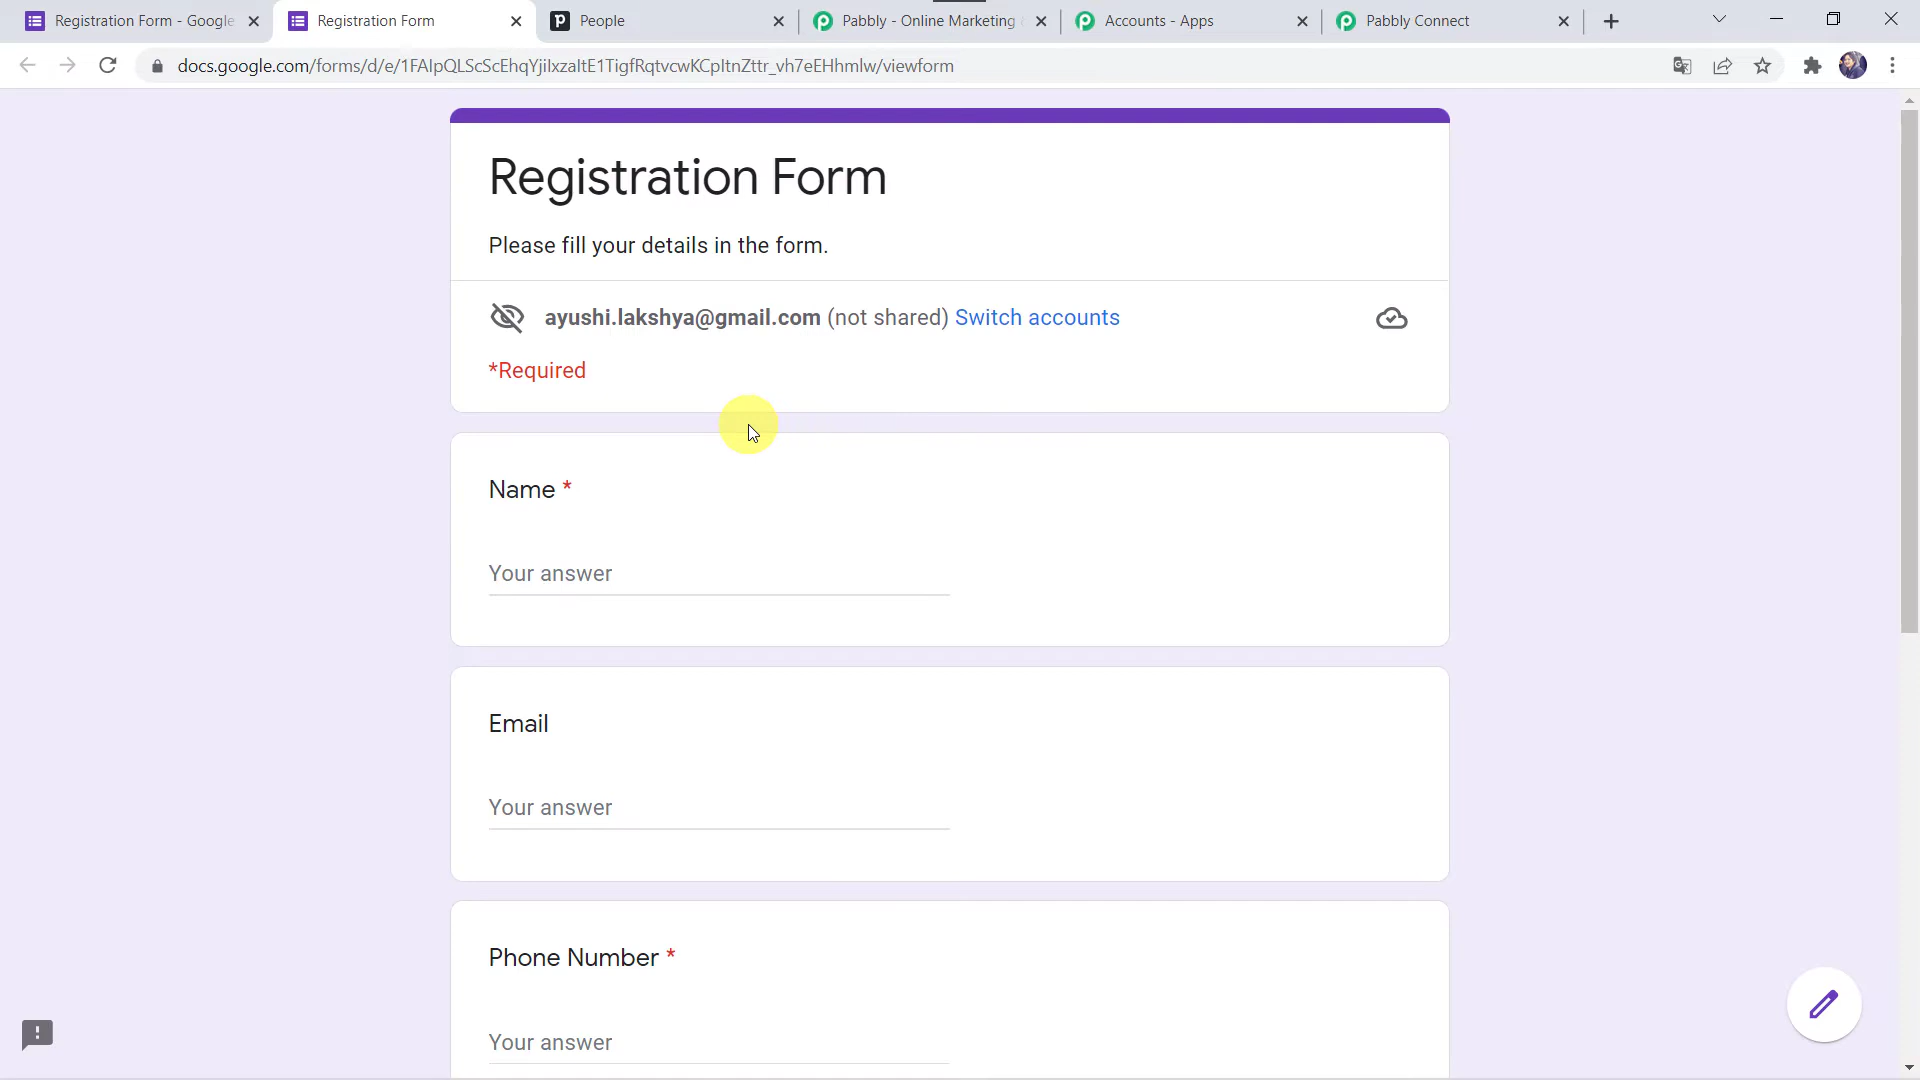 Registration Form - Google
Registration Form
People
Pabbly - Online Marketing
Accounts - Apps
Pabbly Connect
docs.google.com/forms/d/e/1FAIpQLScScEhqYjiIxzaItE1TigfRqtvcwKCpItnZttr_vh7eEHhmlw/viewform
Registration Form
Please fill your details in the form.
ayushi.lakshya@gmail.com (not shared) Switch accounts
*Required
Name *
Your answer
Email
Your answer
Phone Number *
Your answer